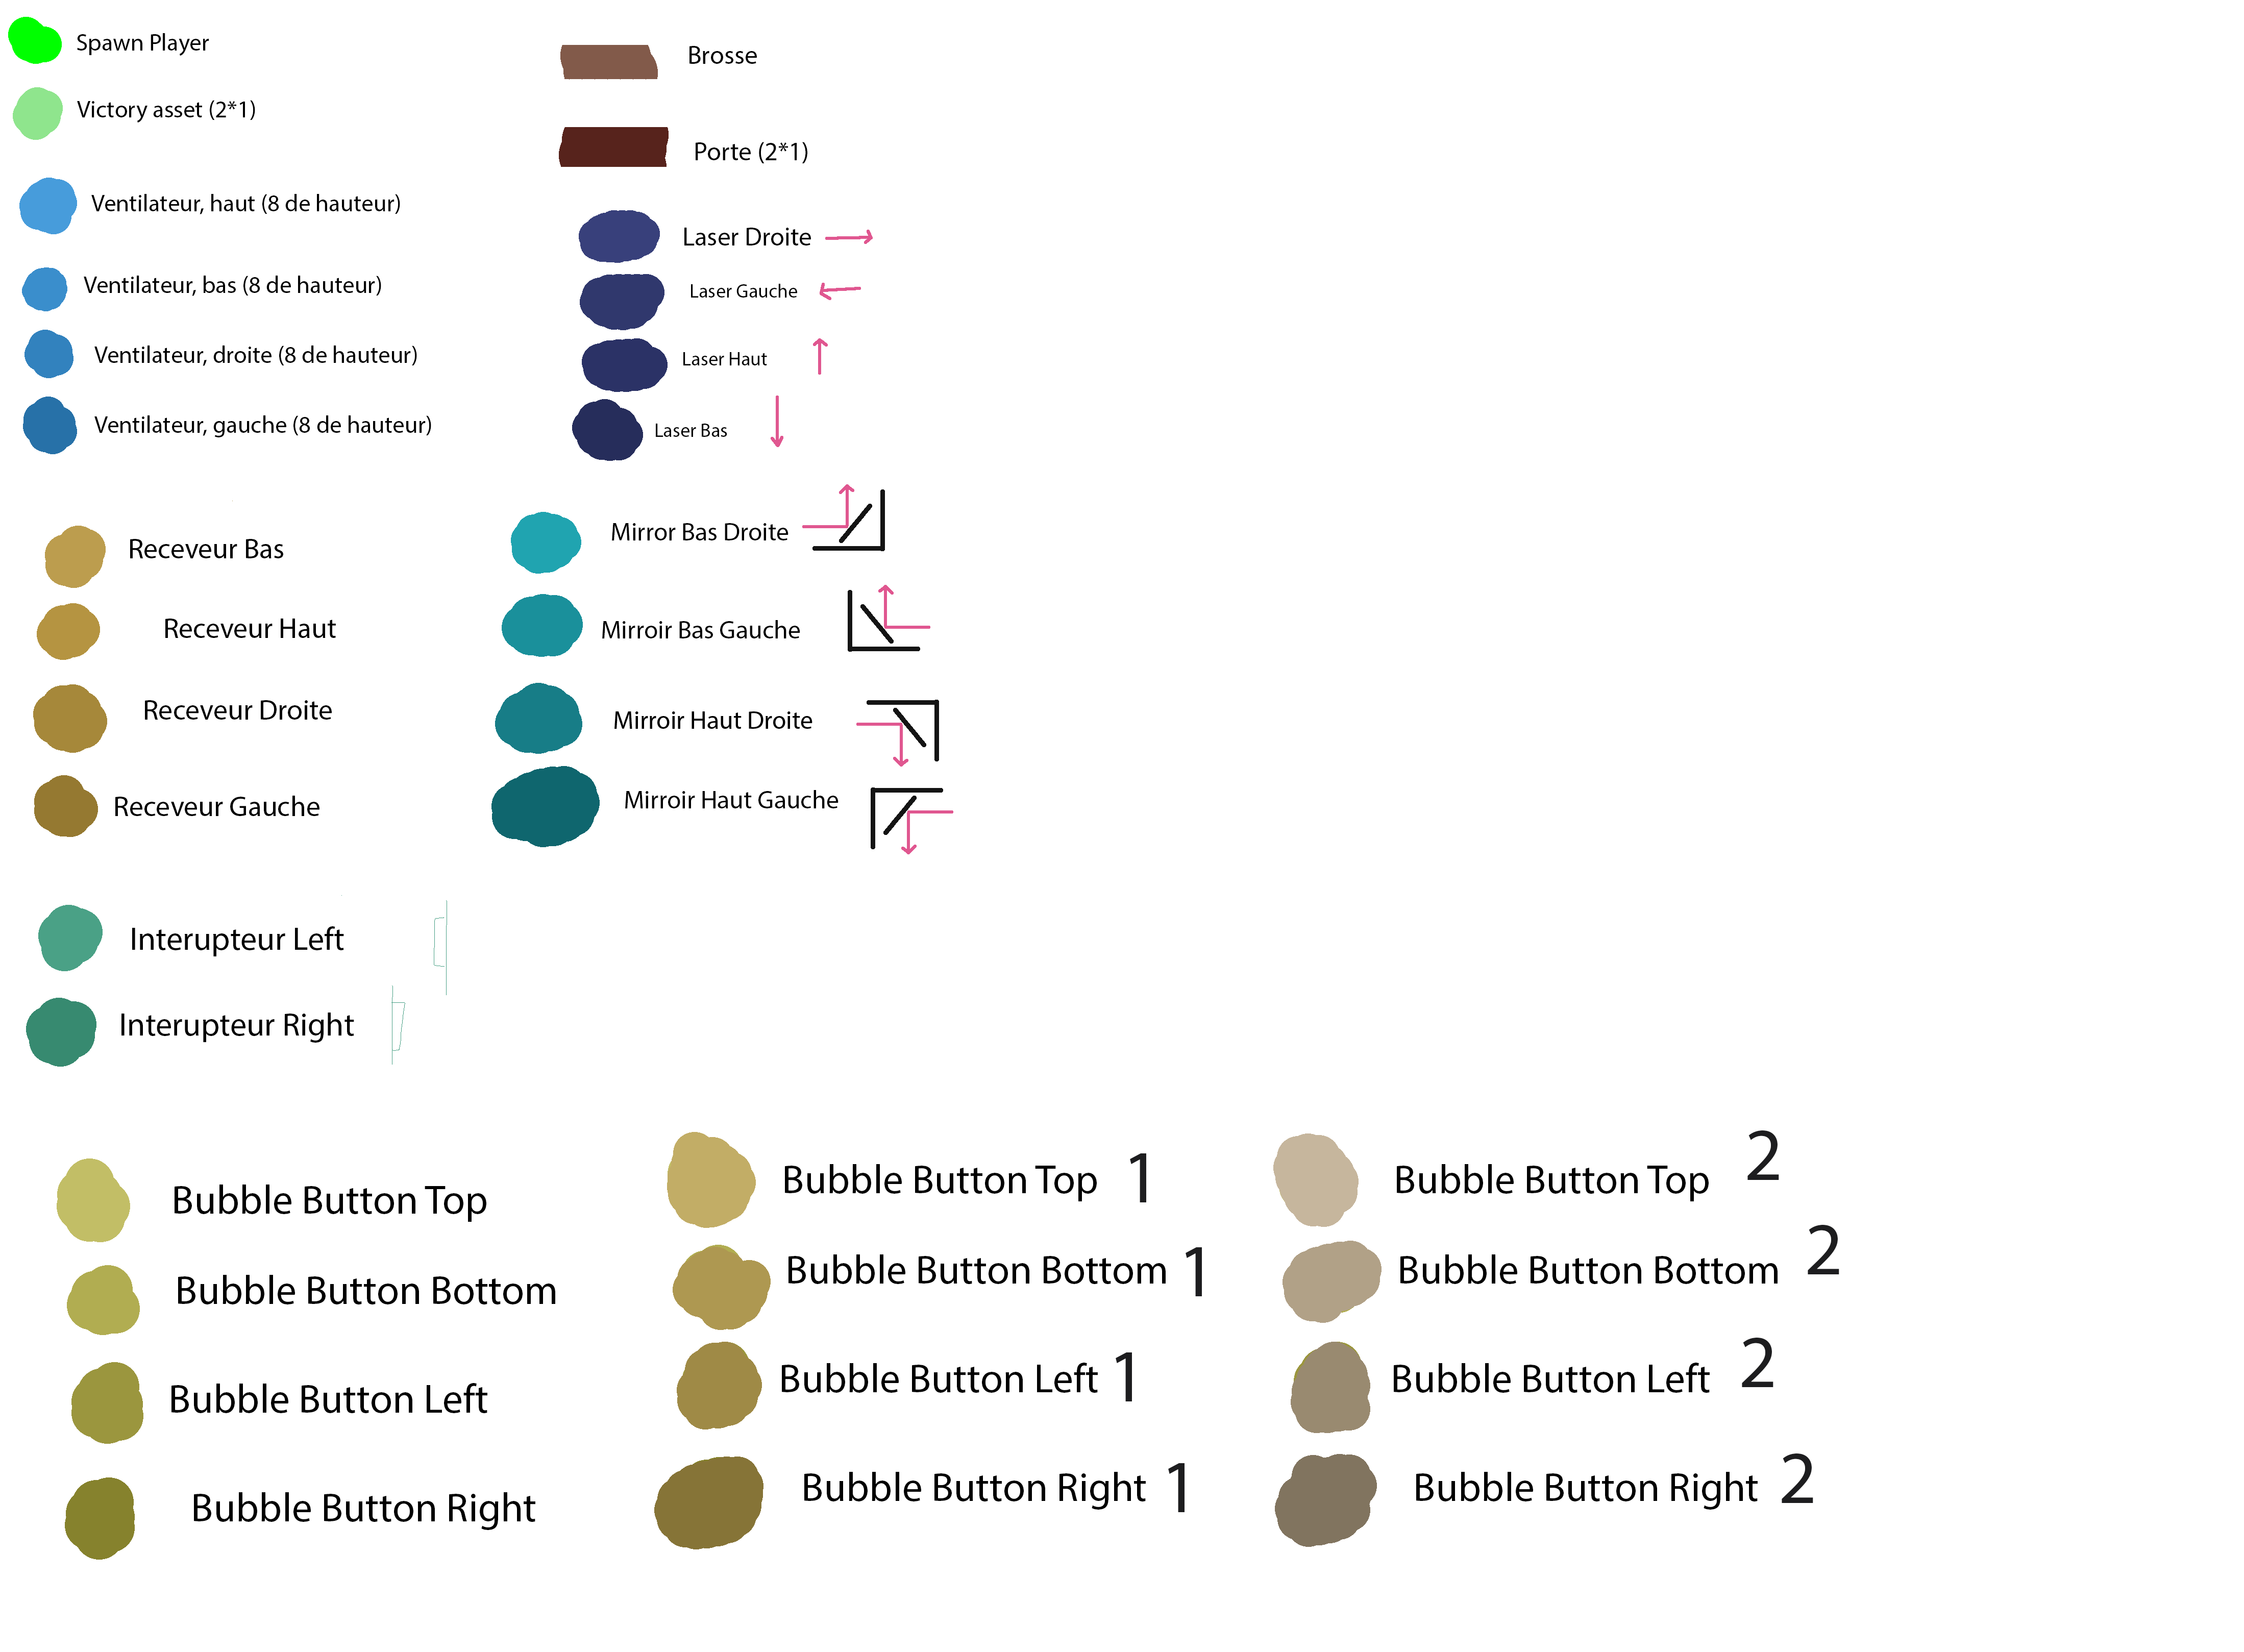 Spawn Player
Victory asset (2*1)
Ventilateur, haut (8 de hauteur)
Ventilateur, bas (8 de hauteur)
Ventilateur, droite (8 de hauteur)
Ventilateur, gauche (8 de hauteur)
Brosse
Porte (2*1)
Laser Droite
Laser Gauche
Laser Haut
Laser Bas
Receveur Bas
Receveur Haut
Receveur Droite
Receveur Gauche
Mirror Bas Droite
Mirroir Bas Gauche
Mirroir Haut Droite
Mirroir Haut Gauche
Interupteur Left
Interupteur Right
Bubble Button Top
Bubble Button Bottom
Bubble Button Left
Bubble Button Right
Bubble Button Top 1
Bubble Button Bottom 1
Bubble Button Left 1
Bubble Button Right 1
Bubble Button Top 2
Bubble Button Bottom 2
Bubble Button Left 2
Bubble Button Right 2